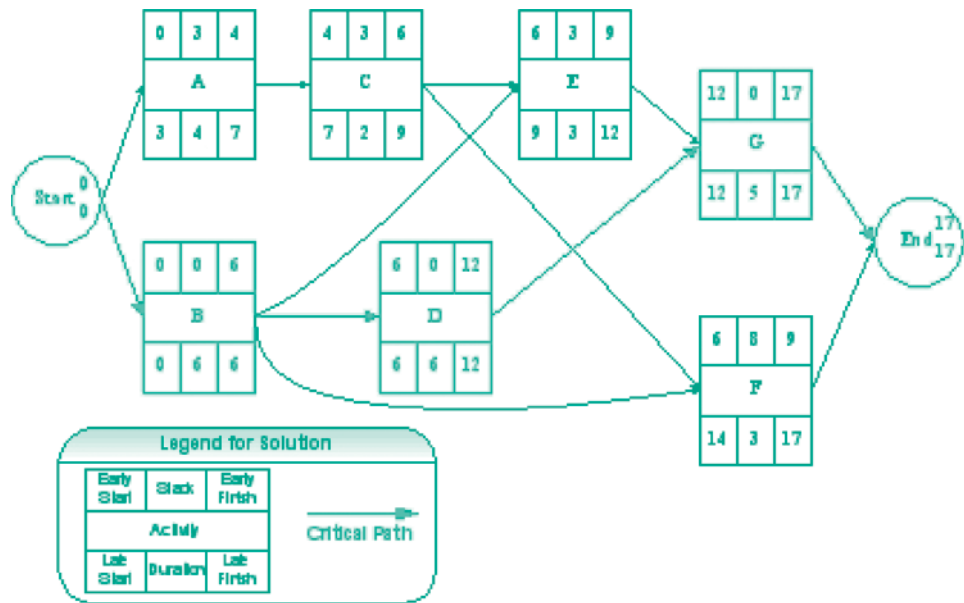 0 3 4
A
3 4 7
4 3 6
C
7 2 9
6 3 9
E
9 3 12
12 0 17
G
12 5 17
Start 0
0
End 17
17
0 0 6
B
0 6 6
6 0 12
D
6 6 12
6 8 9
F
14 3 17
Legend for Solution
Early Start
Slack
Early Finish
Activity
Late Start
Duration
Late Finish
Critical Path